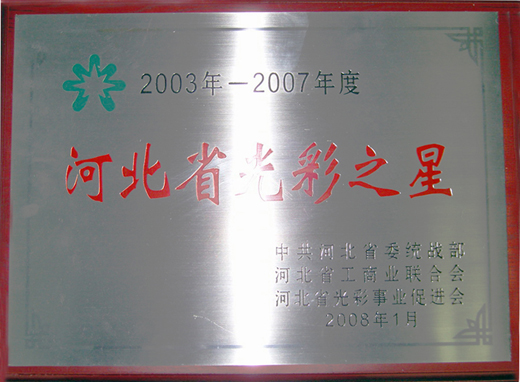 2003年－2007年度
河北省光彩之星
中共河北省委统战部
河北省工商业联合会
河北省光彩事业促进会
2008年1月